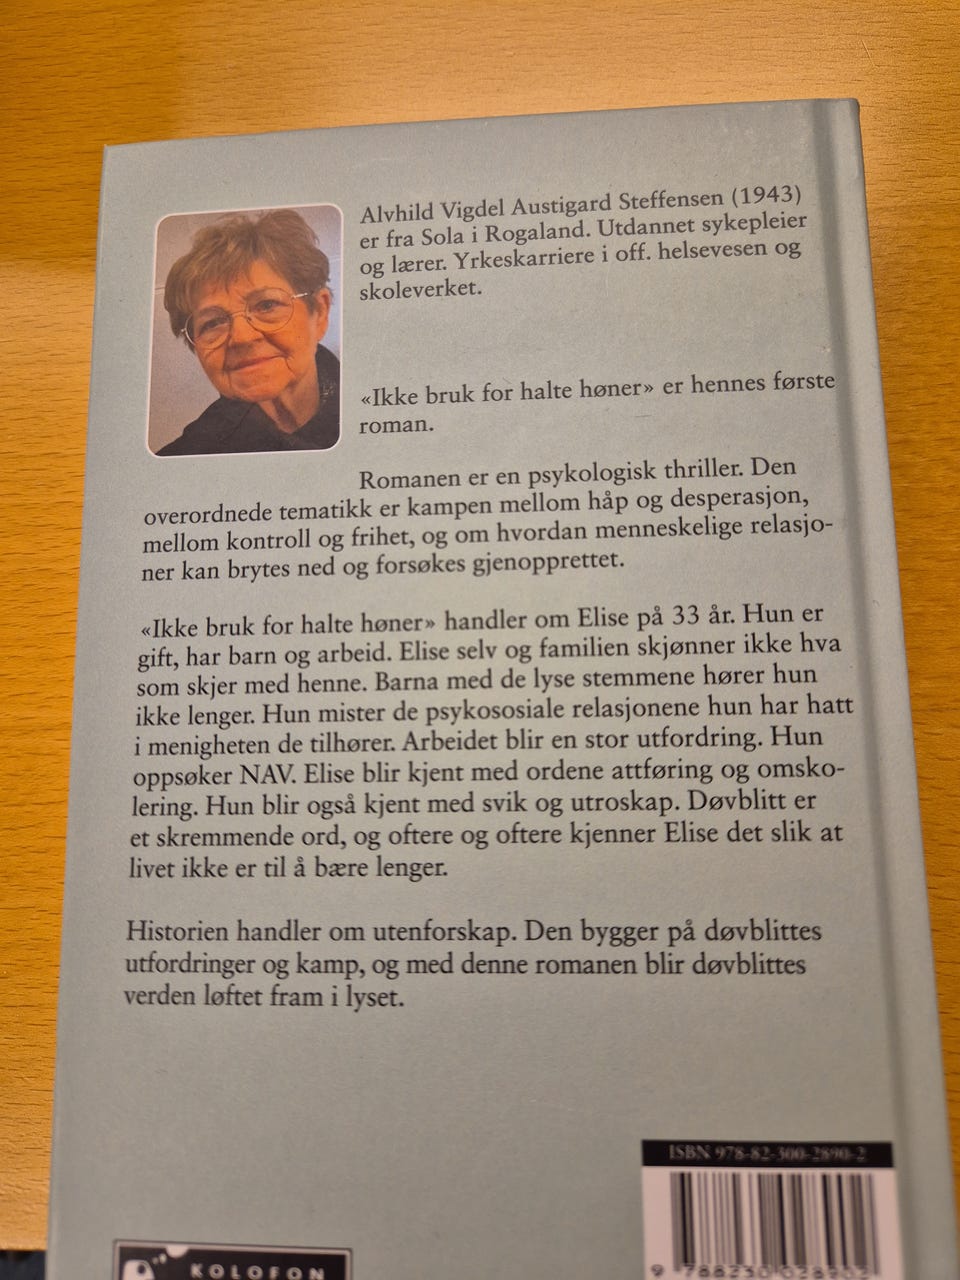 Alvhild Vigdel Austigard Steffensen (1943)
er fra Sola i Rogaland. Utdannet sykepleier
og lærer. Yrkeskarriere i off. helsevesen og
skoleverket.
«Ikke bruk for halte høner» er hennes første
roman.
Romanen er en psykologisk thriller. Den
overordnede tematikk er kampen mellom håp og desperasjon,
mellom kontroll og frihet, og om hvordan menneskelige relasjo-
ner kan brytes ned og forsøkes gjenopprettet.
«Ikke bruk for halte høner» handler om Elise på 33 år. Hun er
gift, har barn og arbeid. Elise selv og familien skjønner ikke hva
som skjer med henne. Barna med de lyse stemmene hører hun
ikke lenger. Hun mister de psykososiale relasjonene hun har hatt
i menigheten de tilhører. Arbeidet blir en stor utfordring. Hun
oppsøker NAV. Elise blir kjent med ordene attføring og omsko-
lering. Hun blir også kjent med svik og utroskap. Døvblitt er
et skremmende ord, og oftere og oftere kjenner Elise det slik at
livet ikke er til å bære lenger.
Historien handler om utenforskap. Den bygger på døvblittes
utfordringer og kamp, og med denne romanen blir døvblittes
verden løftet fram i lyset.
ISBN 978-82-300-2890-2
KOLOFON